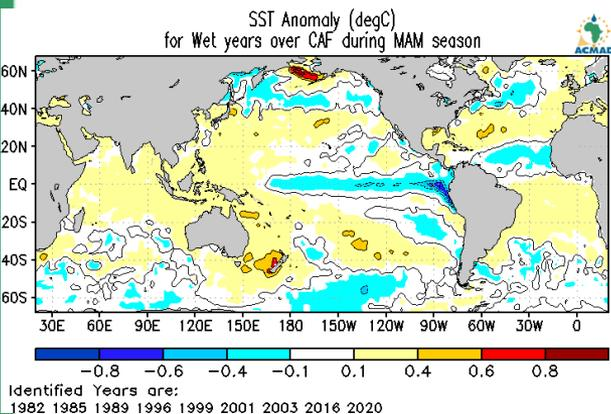 SST Anomaly (degC)
for Wet years over CAF during MAM season
ACMAD
60N
40N
20N
EQ
20S
40S
60S
30E 60E 90E 120E 150E 180E 150W 120W 90W 60W 30W 0
-0.8 -0.6 -0.4 -0.1 0.1 0.4 0.6 0.8
Identified Years are:
1982 1985 1989 1996 1999 2001 2003 2016 2020